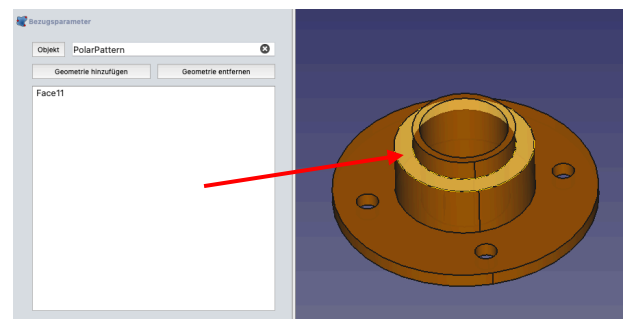 Bezugsparameter
Objekt PolarPattern
Geometrie hinzufügen Geometrie entfernen
Face11